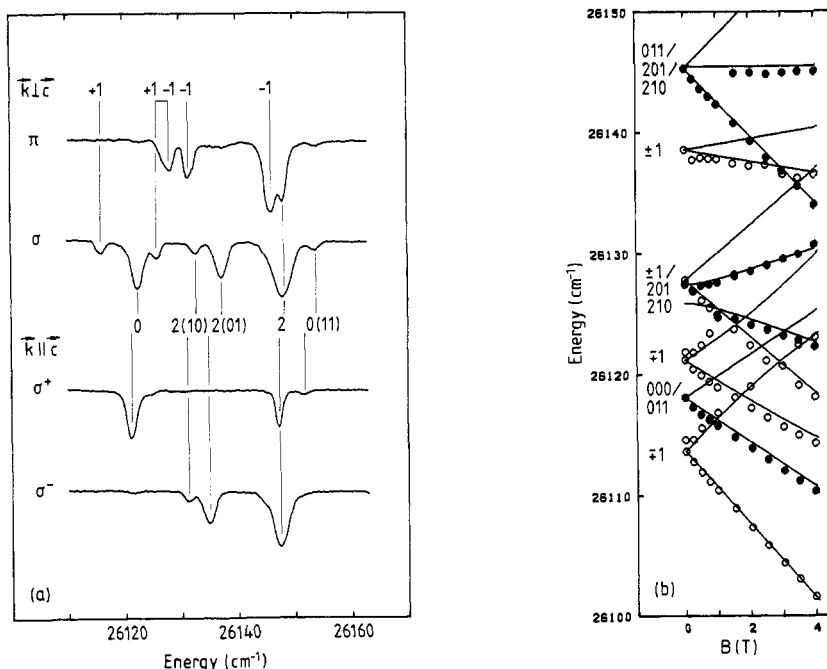 k⊥c
+1 +1 -1 -1 -1
π
σ
0 2(10) 2(01) 2 0(11)
k∥c
σ⁺
σ⁻
(a)
26120 26140 26160
Energy (cm⁻¹)
26150
011/
201/
210
26140
±1
26130
±1/
201
210
Energy (cm⁻¹)
∓1
26120
000/
011
∓1
26110
(b)
26100
0 2 4
B(T)